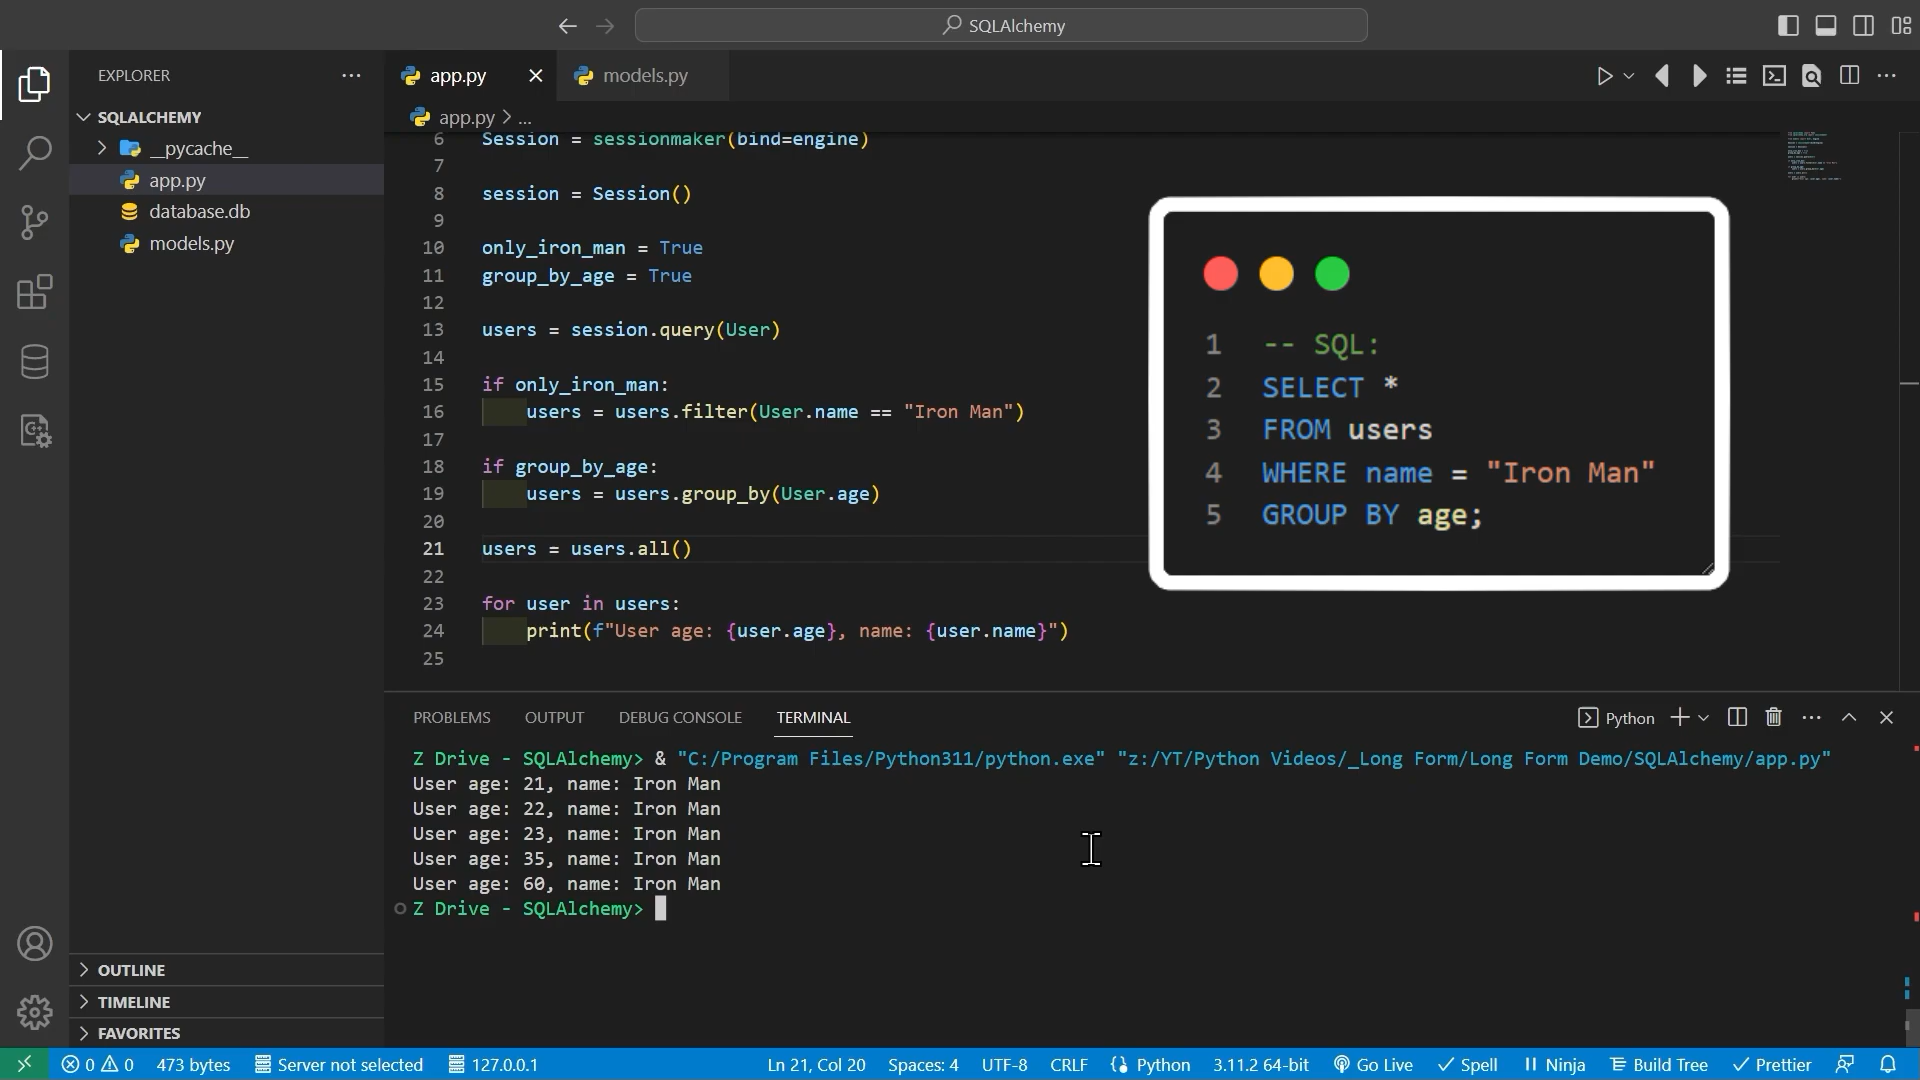 SQLAlchemy
EXPLORER
SQLALCHEMY
__pycache__
app.py
database.db
models.py
OUTLINE
TIMELINE
FAVORITES
app.py
models.py
app.py > ...
6 Session = sessionmaker(bind=engine)
7
8 session = Session()
9
10 only_iron_man = True
11 group_by_age = True
12
13 users = session.query(User)
14
15 if only_iron_man:
16 users = users.filter(User.name == "Iron Man")
17
18 if group_by_age:
19 users = users.group_by(User.age)
20
21 users = users.all()
22
23 for user in users:
24 print(f"User age: {user.age}, name: {user.name}")
25
1 -- SQL:
2 SELECT *
3 FROM users
4 WHERE name = "Iron Man"
5 GROUP BY age;
PROBLEMS OUTPUT DEBUG CONSOLE TERMINAL Python
Z Drive - SQLAlchemy> & "C:/Program Files/Python311/python.exe" "z:/YT/Python Videos/_Long Form/Long Form Demo/SQLAlchemy/app.py"
User age: 21, name: Iron Man
User age: 22, name: Iron Man
User age: 23, name: Iron Man
User age: 35, name: Iron Man
User age: 60, name: Iron Man
Z Drive - SQLAlchemy>
0 0 473 bytes Server not selected 127.0.0.1 Ln 21, Col 20 Spaces: 4 UTF-8 CRLF Python 3.11.2 64-bit Go Live Spell Ninja Build Tree Prettier